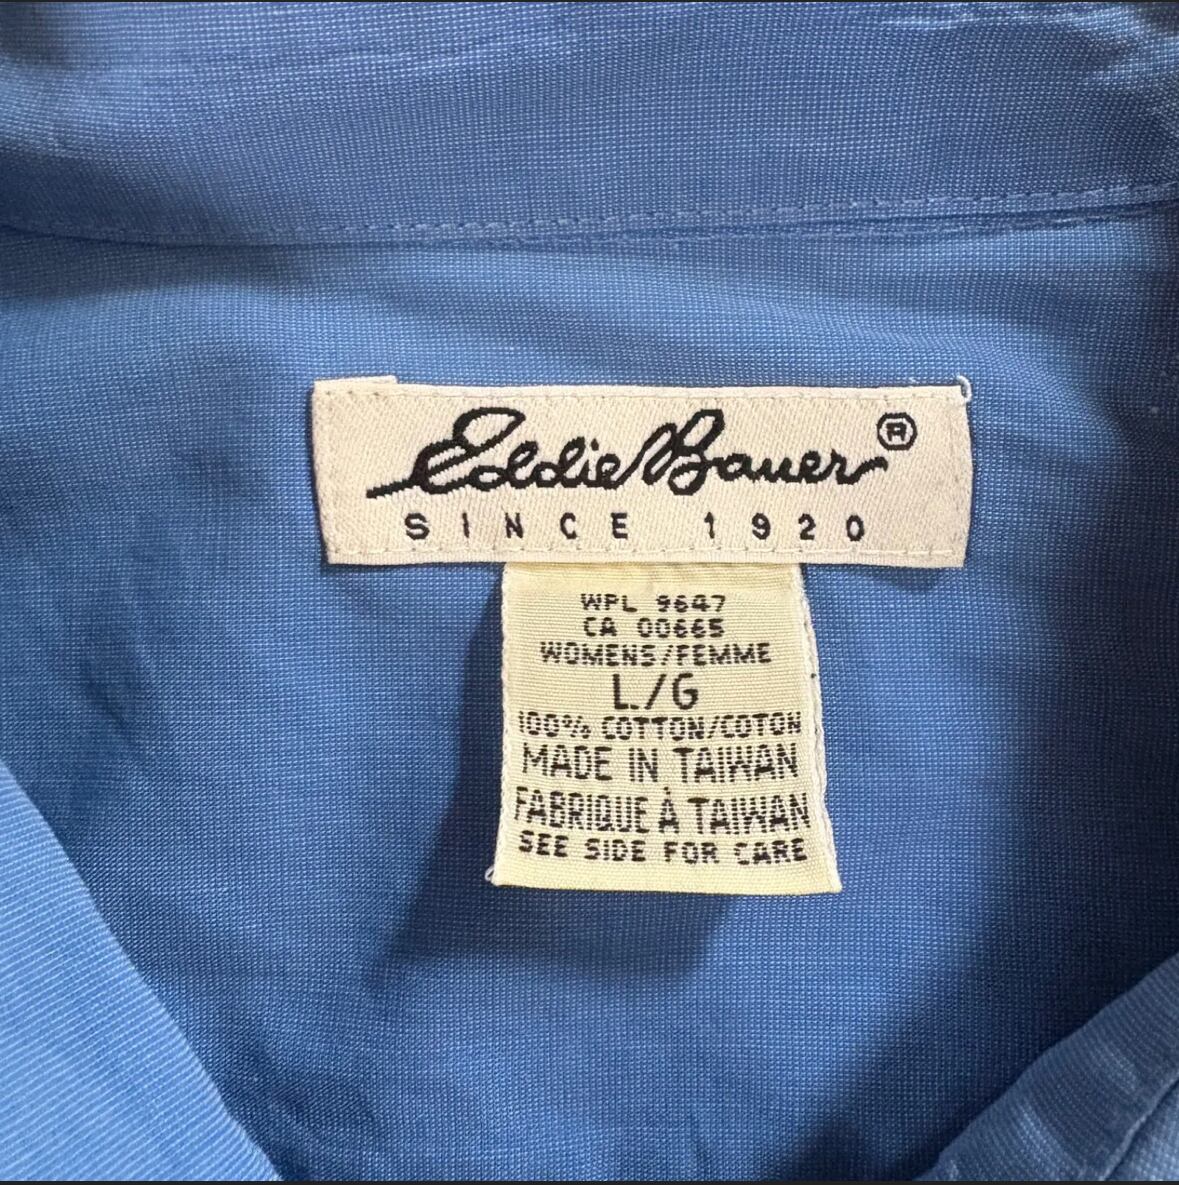 Eddie Bauer®
SINCE 1920
WPL 9647
CA 00665
WOMENS/FEMME
L/G
100% COTTON/COTON
MADE IN TAIWAN
FABRIQUE À TAIWAN
SEE SIDE FOR CARE